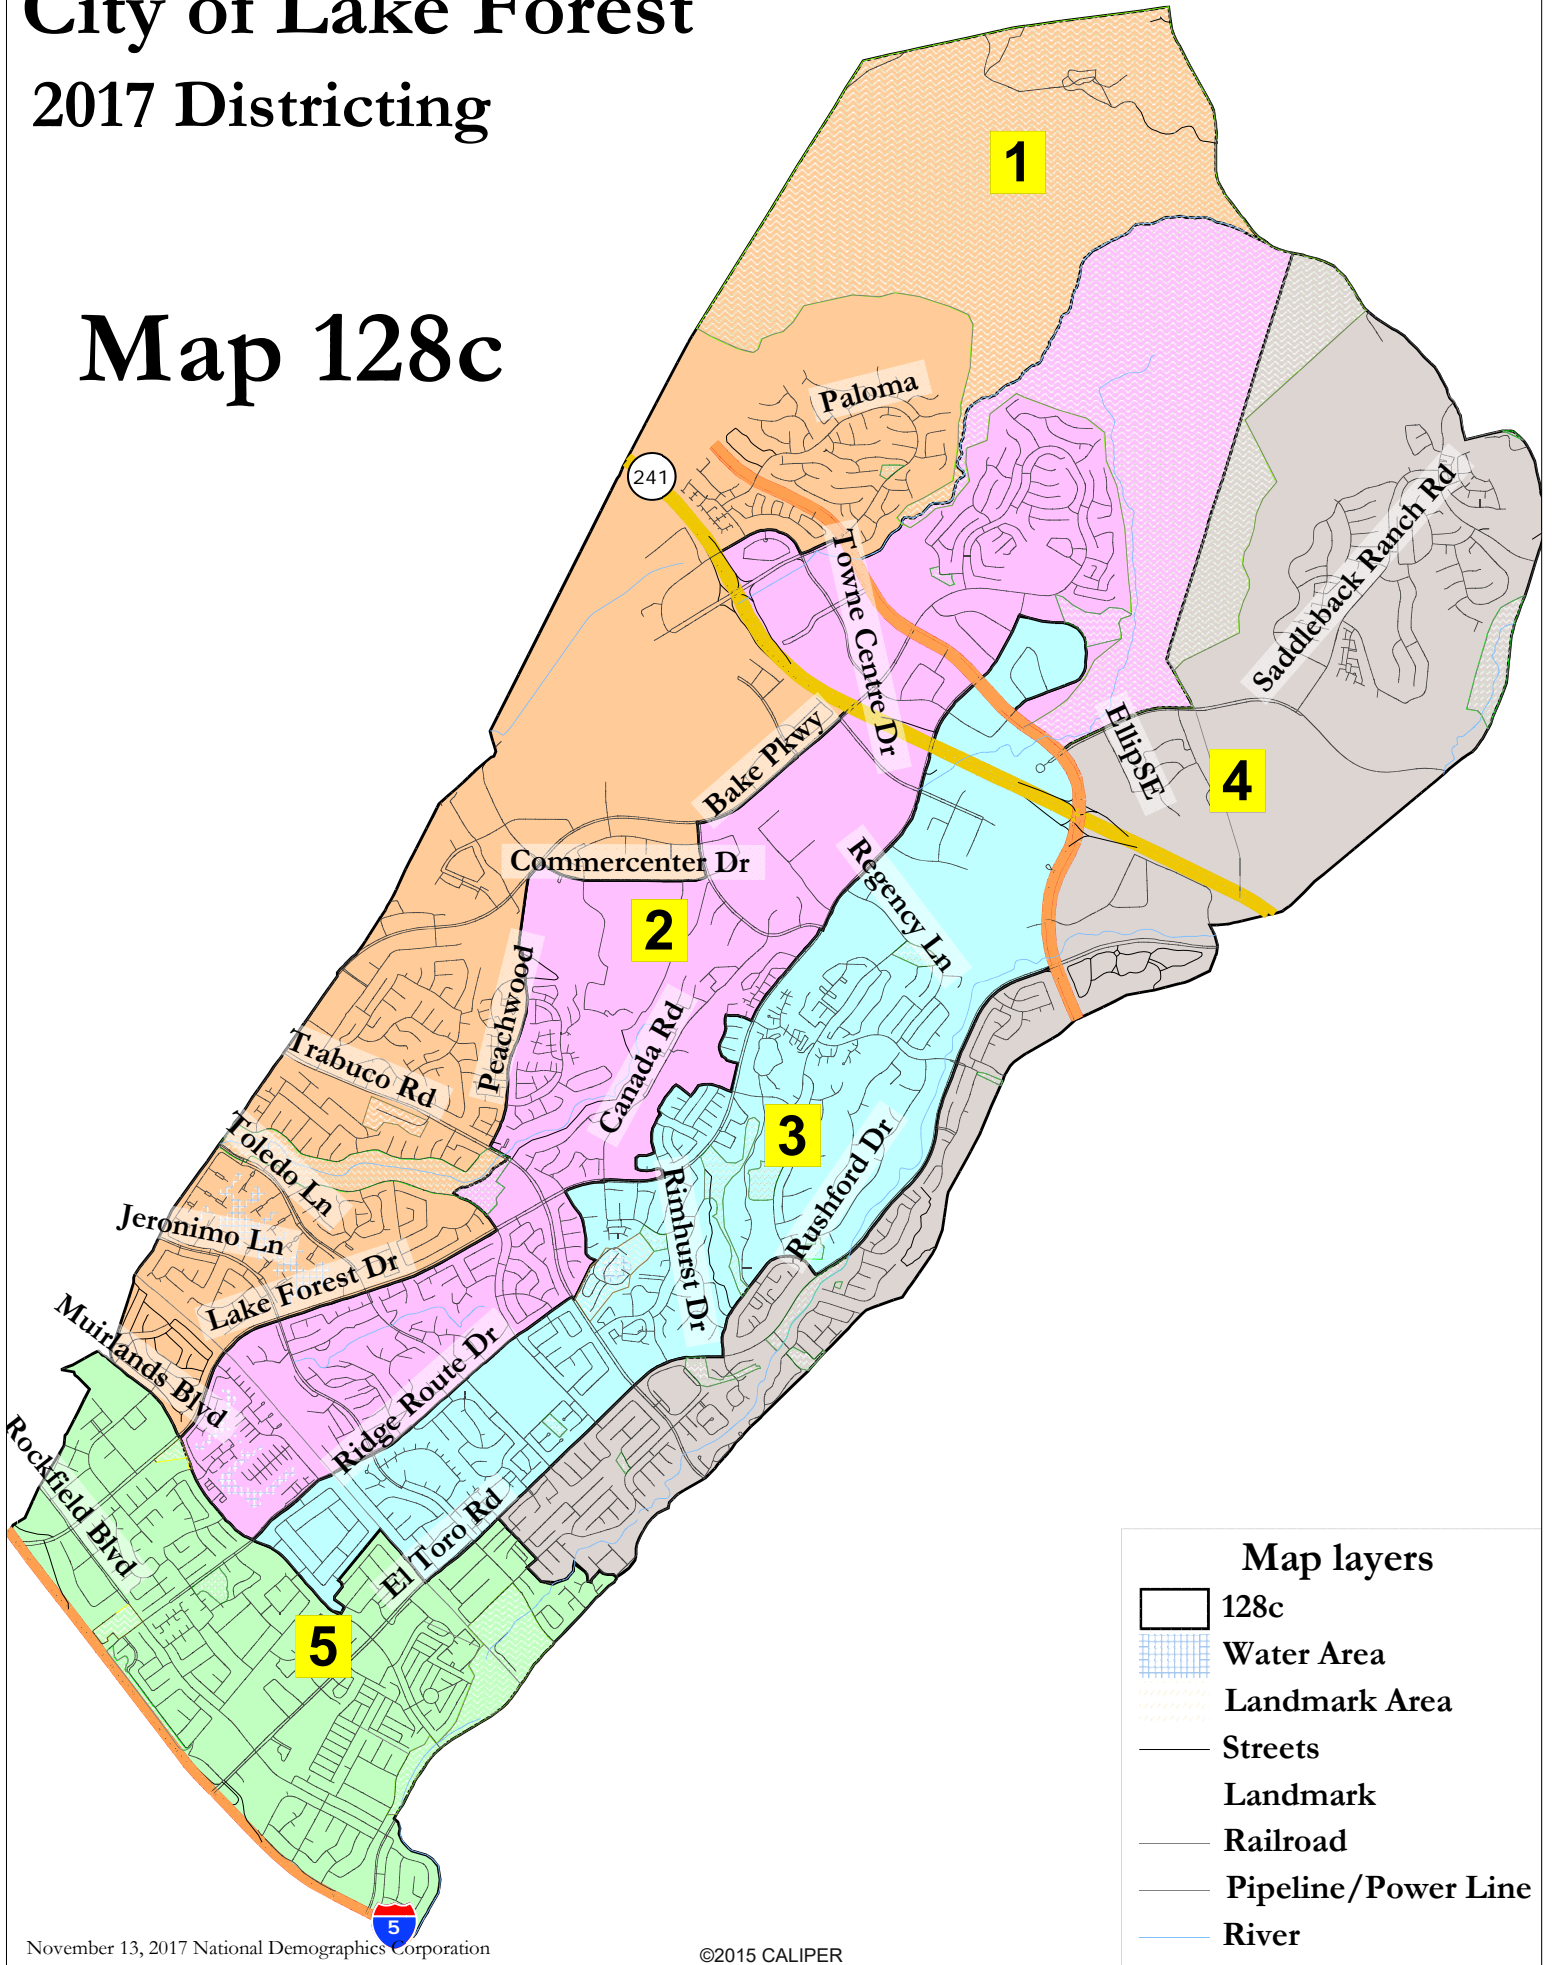 City of Lake Forest
2017 Districting
Map 128c
1
Paloma
241
Towne Centre Dr
Saddleback Ranch Rd
EllipSE
4
Bake Pkwy
Commercenter Dr
Regency Ln
2
Peachwood
Canada Rd
Trabuco Rd
3
Toledo Ln
Rushford Dr
Rimhurst Dr
Jeronimo Ln
Lake Forest Dr
Muirlands Blvd
Ridge Route Dr
Rockfield Blvd
El Toro Rd
5
Map layers
128c
Water Area
Landmark Area
Streets
Landmark
Railroad
Pipeline/Power Line
River
5
November 13, 2017 National Demographics Corporation
©2015 CALIPER